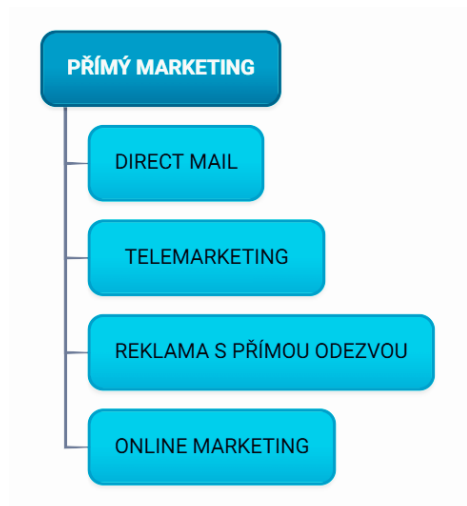 PŘÍMÝ MARKETING
DIRECT MAIL
TELEMARKETING
REKLAMA S PŘÍMOU ODEZVOU
ONLINE MARKETING